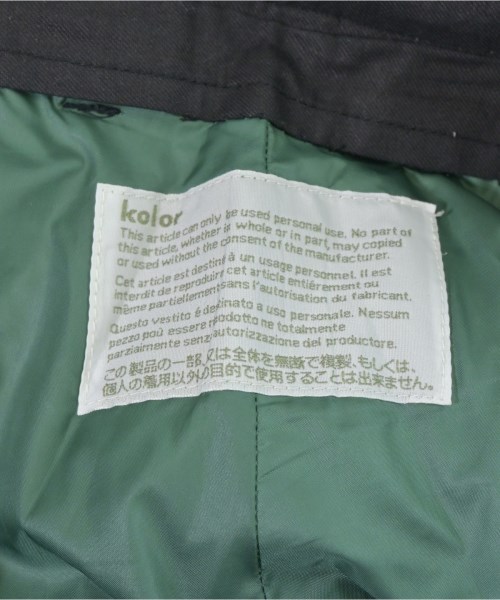 kolor
This article can only be used personal use. No part of
this article, whether in whole or in part, may copied
or used without the consent of the manufacturer.
Cet article est destiné à un usage personnel. Il est
interdit de reproduire cet article entiérement ou
même partiellement sans l'autorisation du fabricant.
Questo vestito é destinato a uso personale. Nessum
pezzo può essere riprodotto ne totalmente
parzialmente senz'autorizzazione del produttore.
この製品の一部又は全体を無断で複製、もしくは、
個人の着用以外の目的で使用することは出来ません。